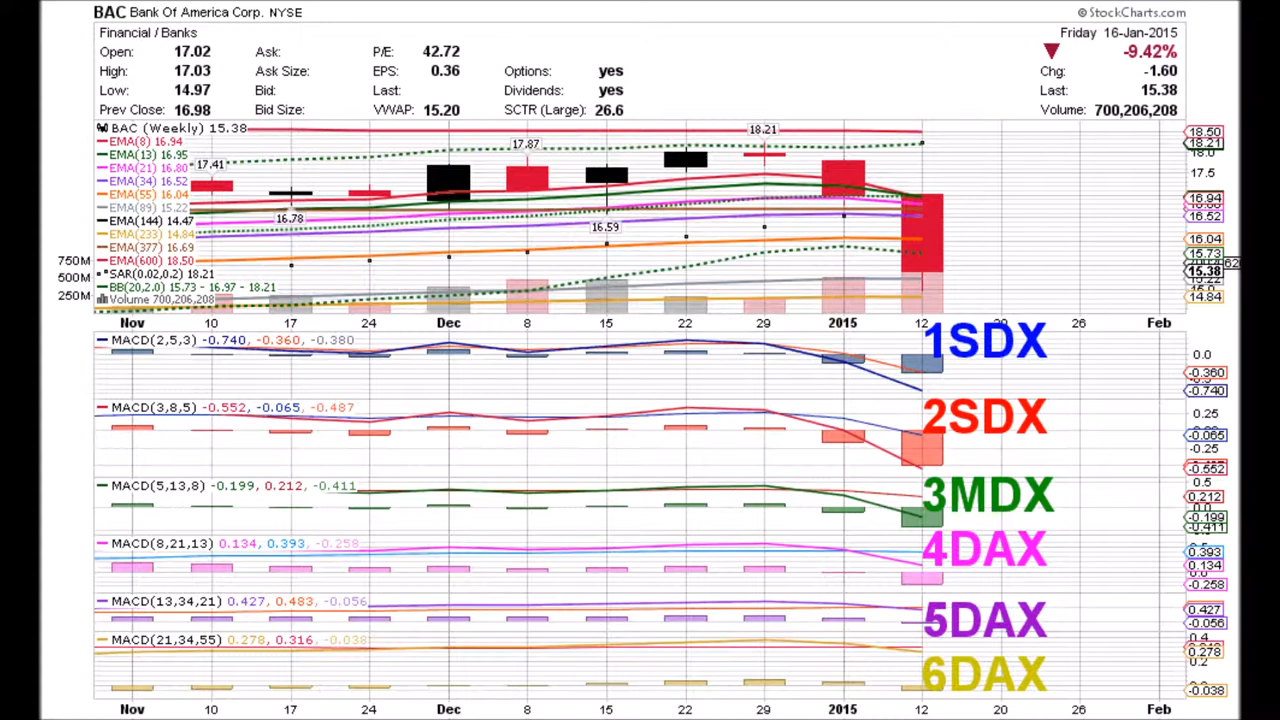 BAC Bank Of America Corp. NYSE © StockCharts.com
Financial / Banks Friday 16-Jan-2015
Open: 17.02 Ask: P/E: 42.72 -9.42%
High: 17.03 Ask Size: EPS: 0.36 Options: yes Chg: -1.60
Low: 14.97 Bid: Last: Dividends: yes Last: 15.38
Prev Close: 16.98 Bid Size: VWAP: 15.20 SCTR (Large): 26.6 Volume: 700,206,208
BAC (Weekly) 15.38
EMA(8) 16.94
EMA(13) 16.95
EMA(21) 16.80
EMA(34) 16.52
EMA(55) 16.04
EMA(89) 15.22
EMA(144) 14.47
EMA(233) 14.84
EMA(377) 16.69
EMA(600) 18.50
SAR(0.02,0.2) 18.21
BB(20,2.0) 15.73 - 16.97 - 18.21
Volume 700,206,208
750M
500M
250M
17.41
16.78
17.87
16.59
18.21
18.50
18.21
18.0
17.5
16.94
16.52
16.04
15.73
15.38
15.22
14.84
Nov 10 17 24 Dec 8 15 22 29 2015 12 20 26 Feb
MACD(2,5,3) -0.740, -0.360, -0.380
1SDX
0.0
-0.360
-0.740
MACD(3,8,5) -0.552, -0.065, -0.487
2SDX
0.25
-0.065
-0.25
-0.552
MACD(5,13,8) -0.199, 0.212, -0.411
3MDX
0.5
0.212
0.0
-0.199
-0.411
MACD(8,21,13) 0.134, 0.393, -0.258
4DAX
0.393
0.134
0.0
-0.258
MACD(13,34,21) 0.427, 0.483, -0.056
5DAX
0.427
-0.056
MACD(21,34,55) 0.278, 0.316, -0.038
6DAX
0.4
0.278
0.2
-0.038
Nov 10 17 24 Dec 8 15 22 29 2015 12 20 26 Feb